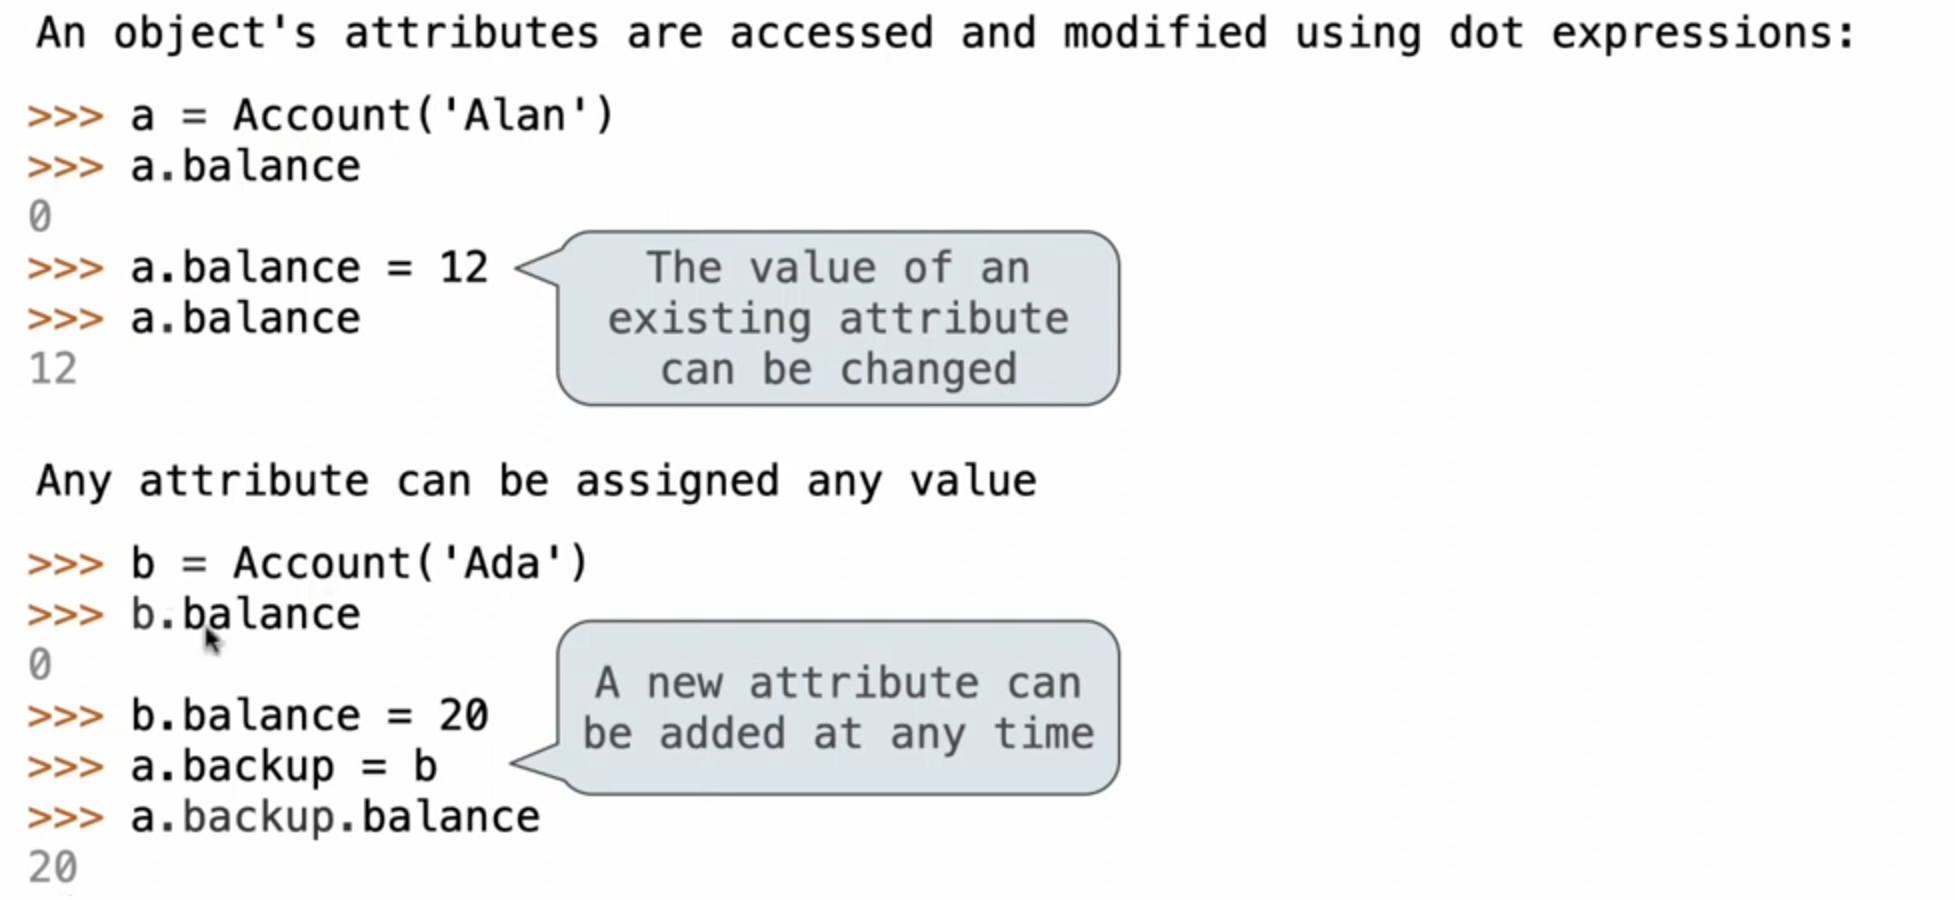 An object's attributes are accessed and modified using dot expressions:
>>> a = Account('Alan')
>>> a.balance
0
>>> a.balance = 12
>>> a.balance
12
The value of an
existing attribute
can be changed
Any attribute can be assigned any value
>>> b = Account('Ada')
>>> b.balance
0
>>> b.balance = 20
>>> a.backup = b
>>> a.backup.balance
20
A new attribute can
be added at any time